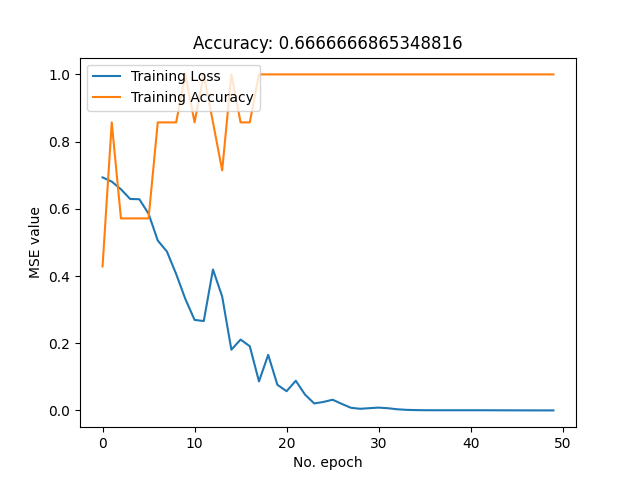 Accuracy: 0.6666666865348816
Training Loss
Training Accuracy
1.0
0.8
0.6
0.4
0.2
0.0
MSE value
0 10 20 30 40 50
No. epoch